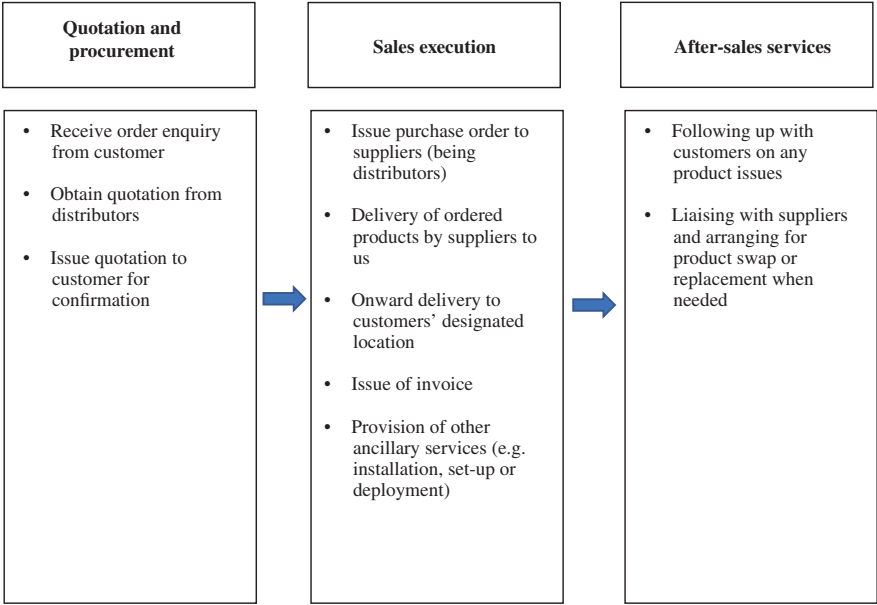 Quotation and
procurement
Sales execution
After-sales services
• Receive order enquiry
from customer
• Obtain quotation from
distributors
• Issue quotation to
customer for
confirmation
• Issue purchase order to
suppliers (being
distributors)
• Delivery of ordered
products by suppliers to
us
• Onward delivery to
customers’ designated
location
• Issue of invoice
• Provision of other
ancillary services (e.g.
installation, set-up or
deployment)
• Following up with
customers on any
product issues
• Liaising with suppliers
and arranging for
product swap or
replacement when
needed